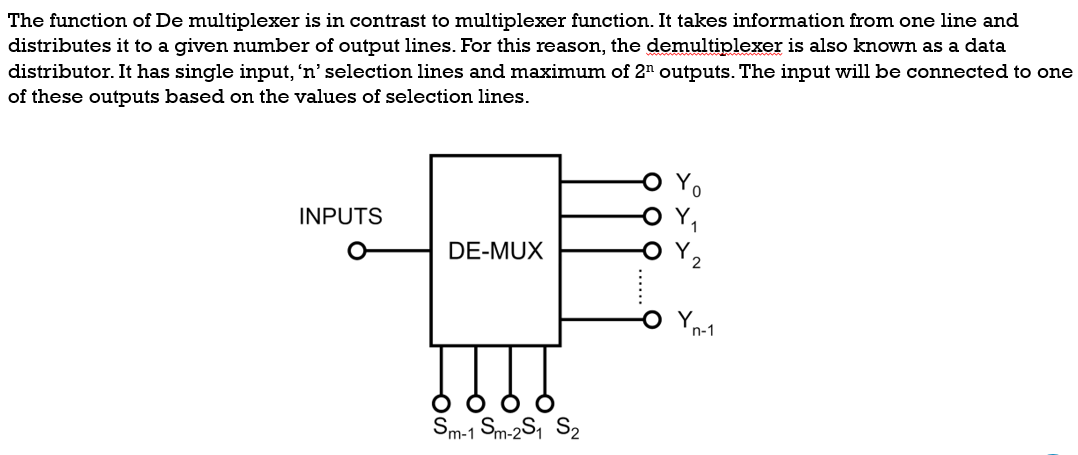 The function of De multiplexer is in contrast to multiplexer function. It takes information from one line and
distributes it to a given number of output lines. For this reason, the demultiplexer is also known as a data
distributor. It has single input, ‘n’ selection lines and maximum of 2ⁿ outputs. The input will be connected to one
of these outputs based on the values of selection lines.
Y₀
INPUTS
Y₁
DE-MUX
Y₂
Yₙ₋₁
Sₘ₋₁ Sₘ₋₂S₁ S₂